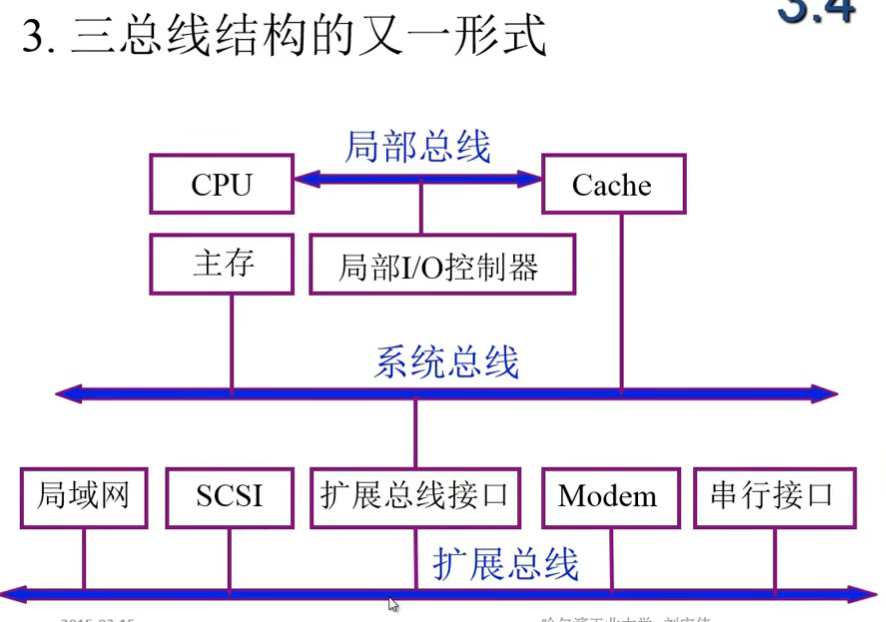 3. 三总线结构的又一形式
3.4
局部总线
CPU
Cache
主存
局部I/O控制器
系统总线
局域网
SCSI
扩展总线接口
Modem
串行接口
扩展总线